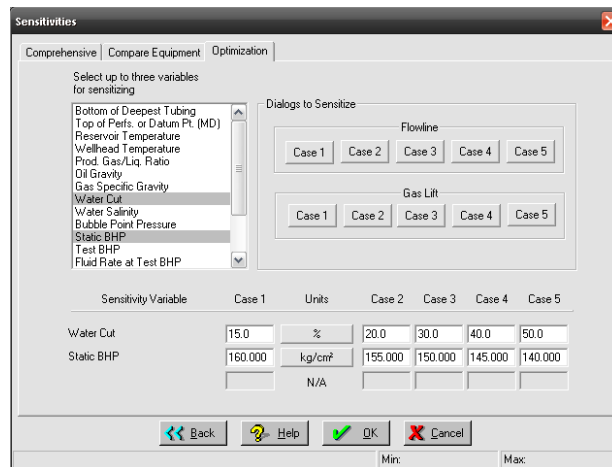 Sensitivities
Comprehensive Compare Equipment Optimization
Select up to three variables
for sensitizing
Bottom of Deepest Tubing
Top of Perfs. or Datum Pt. (MD)
Reservoir Temperature
Wellhead Temperature
Prod. Gas/Liq. Ratio
Oil Gravity
Gas Specific Gravity
Water Cut
Water Salinity
Bubble Point Pressure
Static BHP
Test BHP
Fluid Rate at Test BHP
Dialogs to Sensitize
Flowline
Case 1 Case 2 Case 3 Case 4 Case 5
Gas Lift
Case 1 Case 2 Case 3 Case 4 Case 5
Sensitivity Variable Case 1 Units Case 2 Case 3 Case 4 Case 5
Water Cut 15.0 % 20.0 30.0 40.0 50.0
Static BHP 160.000 kg/cm² 155.000 150.000 145.000 140.000
N/A
Back Help OK Cancel
Min: Max: